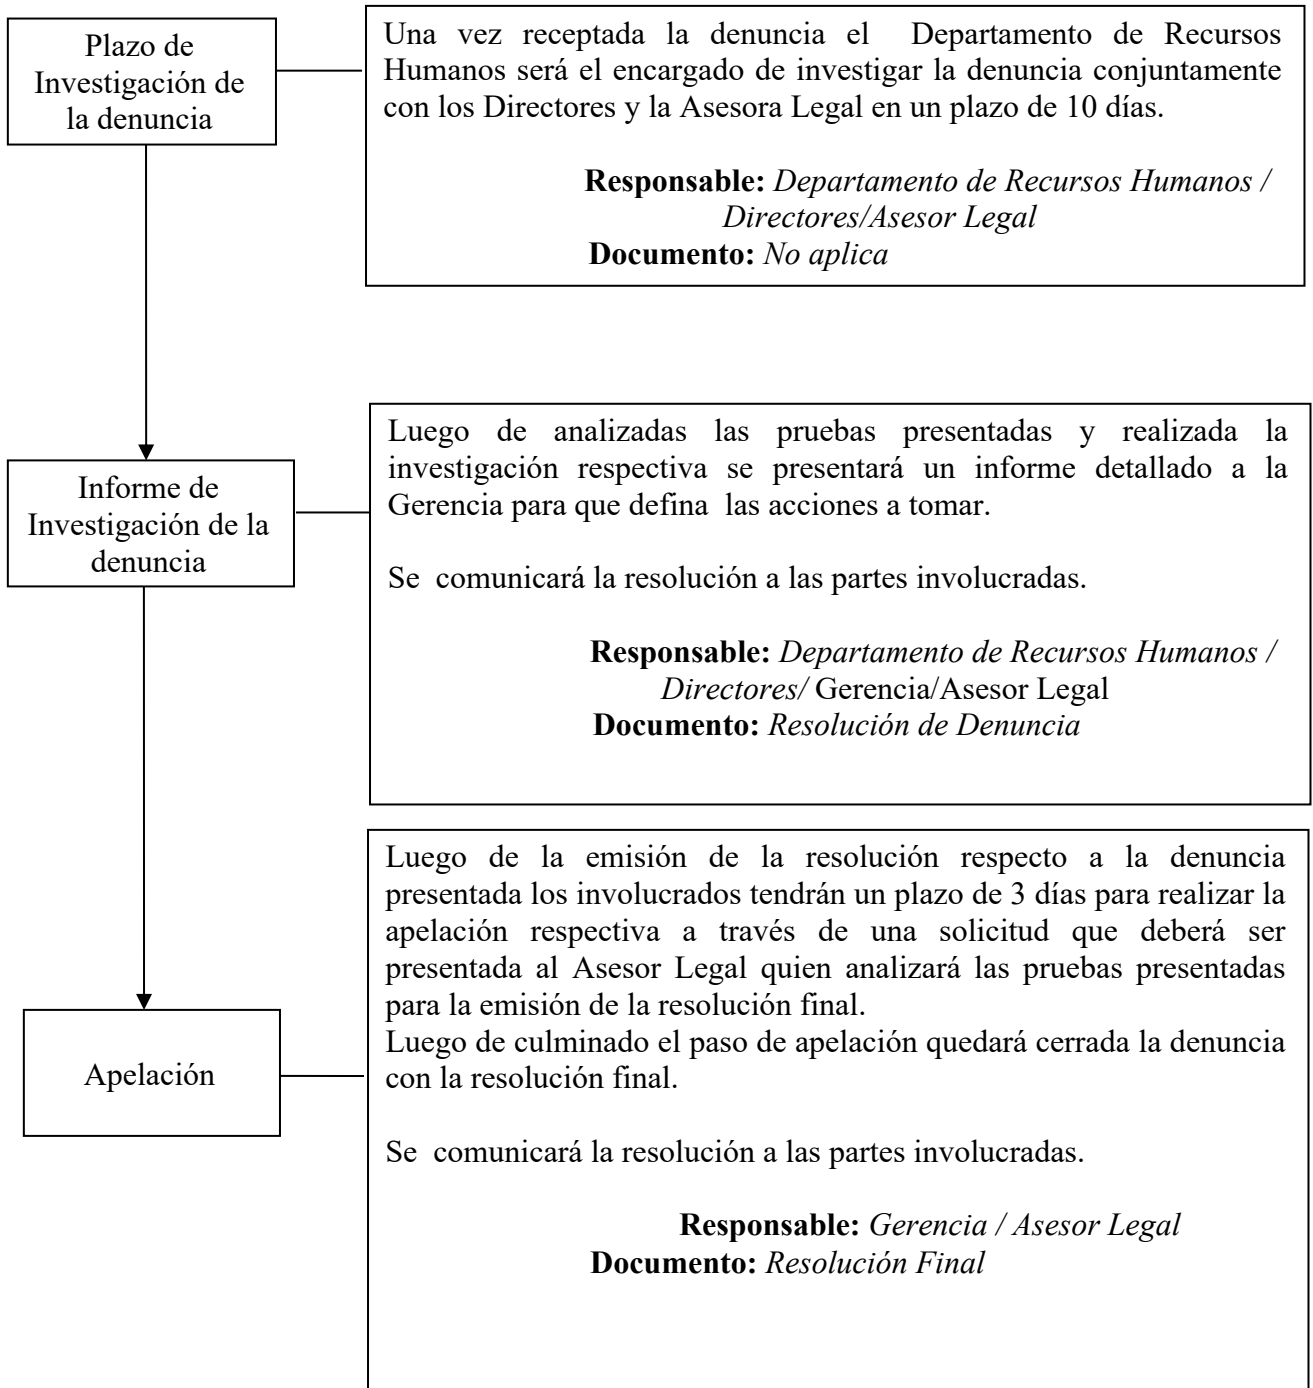 Plazo de
Investigación de
la denuncia
Una vez receptada la denuncia el Departamento de Recursos
Humanos será el encargado de investigar la denuncia conjuntamente
con los Directores y la Asesora Legal en un plazo de 10 días.
Responsable: Departamento de Recursos Humanos /
Directores/Asesor Legal
Documento: No aplica
Informe de
Investigación de la
denuncia
Luego de analizadas las pruebas presentadas y realizada la
investigación respectiva se presentará un informe detallado a la
Gerencia para que defina las acciones a tomar.
Se comunicará la resolución a las partes involucradas.
Responsable: Departamento de Recursos Humanos /
Directores/ Gerencia/Asesor Legal
Documento: Resolución de Denuncia
Apelación
Luego de la emisión de la resolución respecto a la denuncia
presentada los involucrados tendrán un plazo de 3 días para realizar la
apelación respectiva a través de una solicitud que deberá ser
presentada al Asesor Legal quien analizará las pruebas presentadas
para la emisión de la resolución final.
Luego de culminado el paso de apelación quedará cerrada la denuncia
con la resolución final.
Se comunicará la resolución a las partes involucradas.
Responsable: Gerencia / Asesor Legal
Documento: Resolución Final